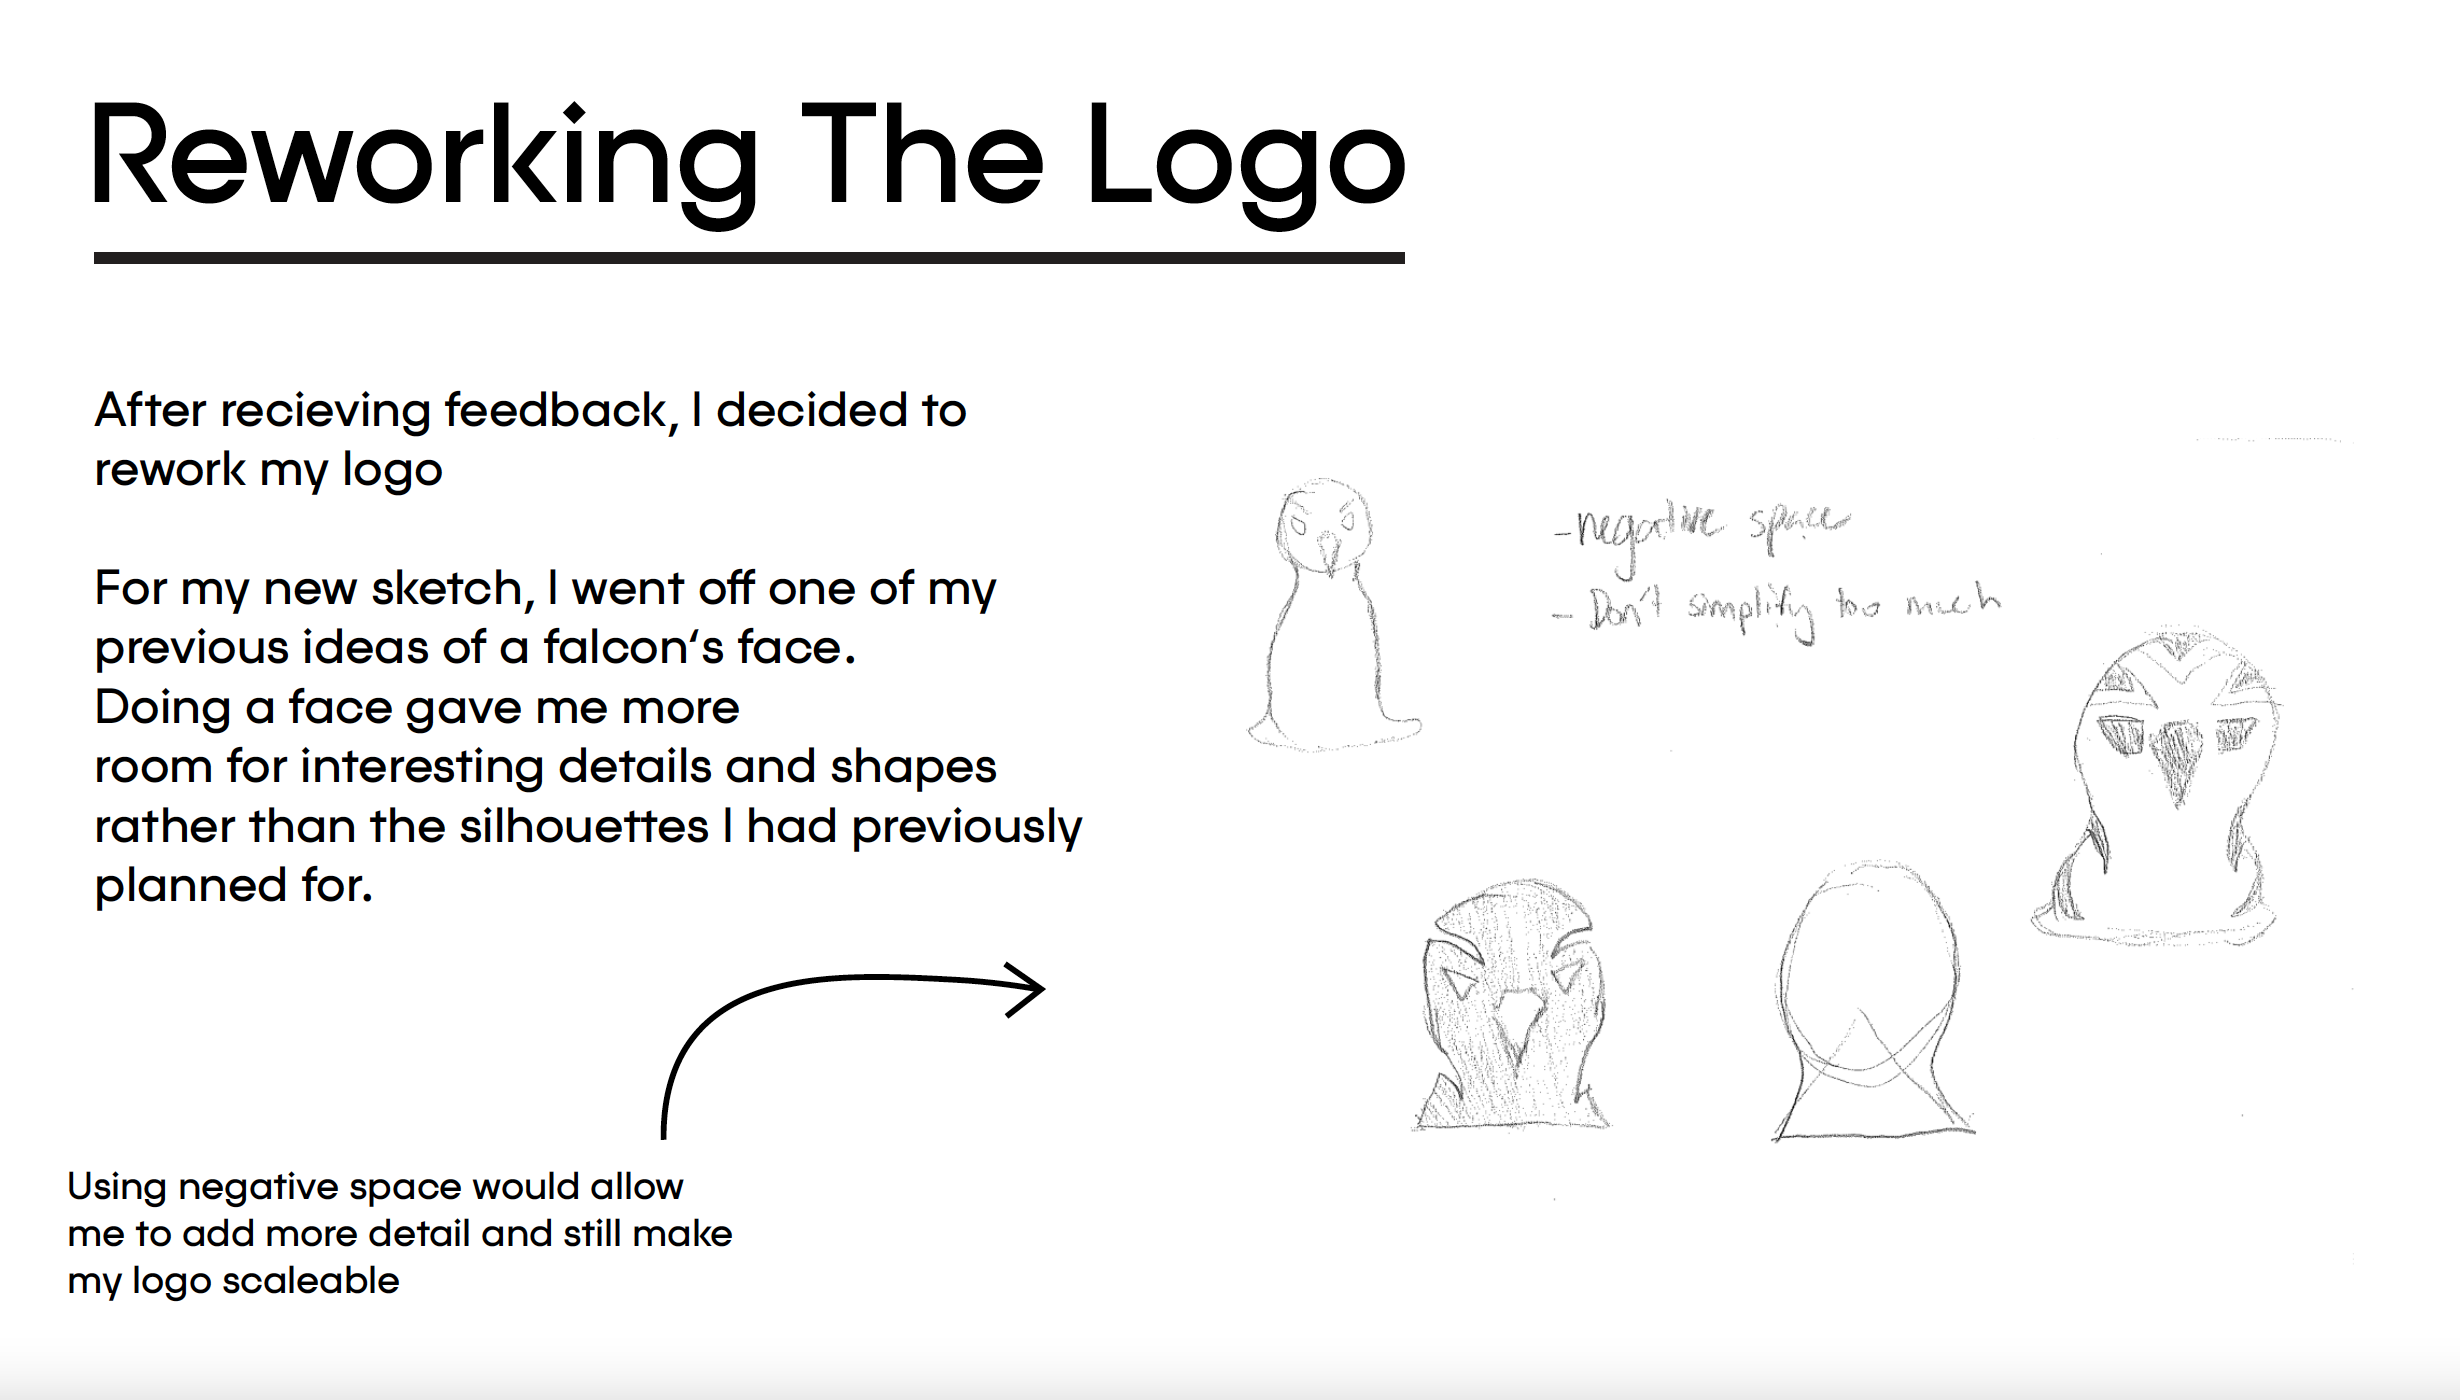 Reworking The Logo
After recieving feedback, I decided to
rework my logo
For my new sketch, I went off one of my
previous ideas of a falcon‘s face.
Doing a face gave me more
room for interesting details and shapes
rather than the silhouettes I had previously
planned for.
Using negative space would allow
me to add more detail and still make
my logo scaleable
-negative space
- Don't simplify too much